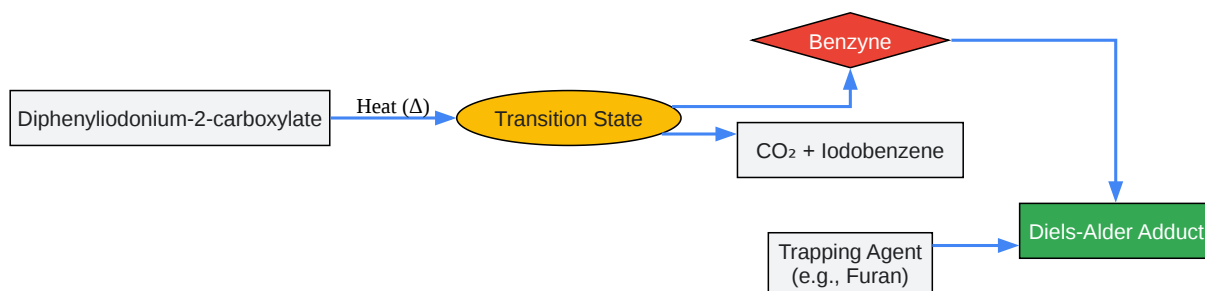 Benzyne
Diphenyliodonium-2-carboxylate
Heat (Δ)
Transition State
CO₂ + Iodobenzene
Diels-Alder Adduct
Trapping Agent
(e.g., Furan)